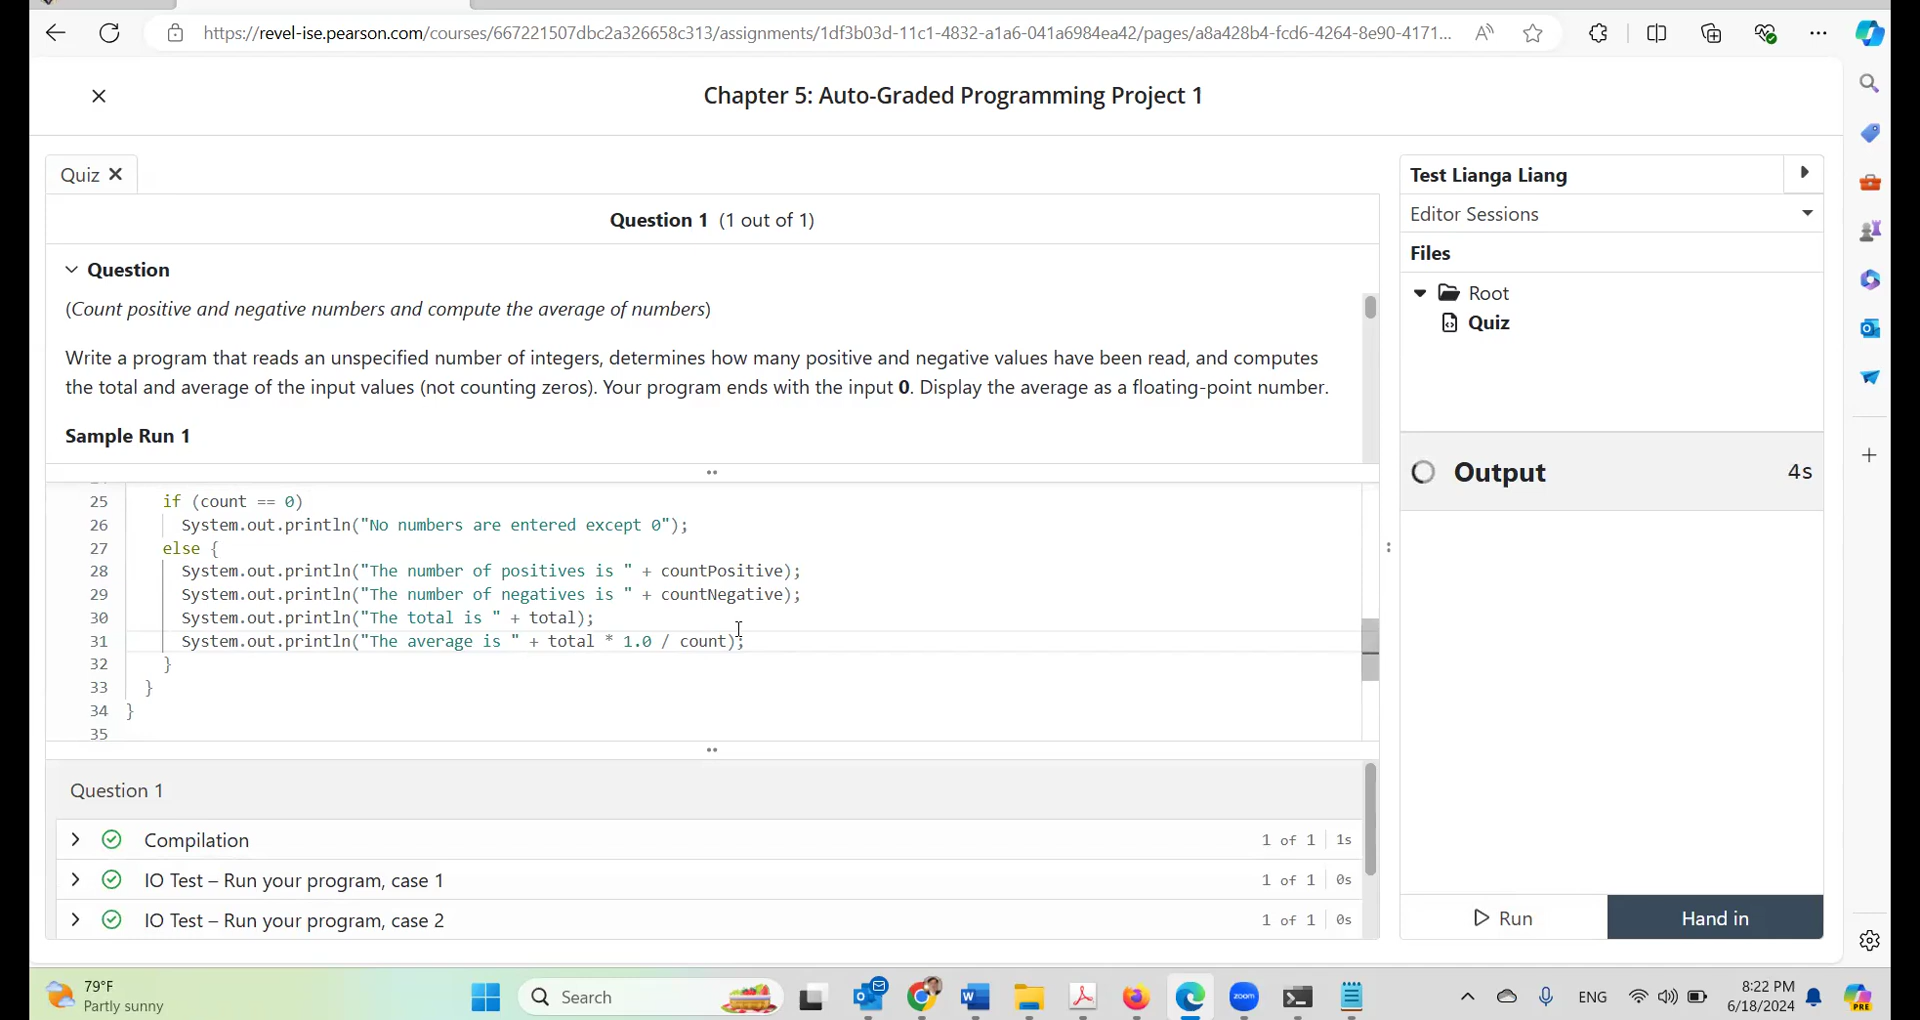 https://revel-ise.pearson.com/courses/667221507dbc2a326658c313/assignments/1df3b03d-11c1-4832-a1a6-041a6984ea42/pages/a8a428b4-fcd6-4264-8e90-4171...
Chapter 5: Auto-Graded Programming Project 1
Quiz
Question 1 (1 out of 1)
Question
(Count positive and negative numbers and compute the average of numbers)
Write a program that reads an unspecified number of integers, determines how many positive and negative values have been read, and computes
the total and average of the input values (not counting zeros). Your program ends with the input 0. Display the average as a floating-point number.
Sample Run 1
25 if (count == 0)
26 System.out.println("No numbers are entered except 0");
27 else {
28 System.out.println("The number of positives is " + countPositive);
29 System.out.println("The number of negatives is " + countNegative);
30 System.out.println("The total is " + total);
31 System.out.println("The average is " + total * 1.0 / count);
32 }
33 }
34 }
35
Question 1
Compilation 1 of 1 1s
IO Test – Run your program, case 1 1 of 1 0s
IO Test – Run your program, case 2 1 of 1 0s
Test Lianga Liang
Editor Sessions
Files
Root
Quiz
Output 4s
Run
Hand in
79°F
Partly sunny
Search
zoom
ENG
8:22 PM
6/18/2024
PRE